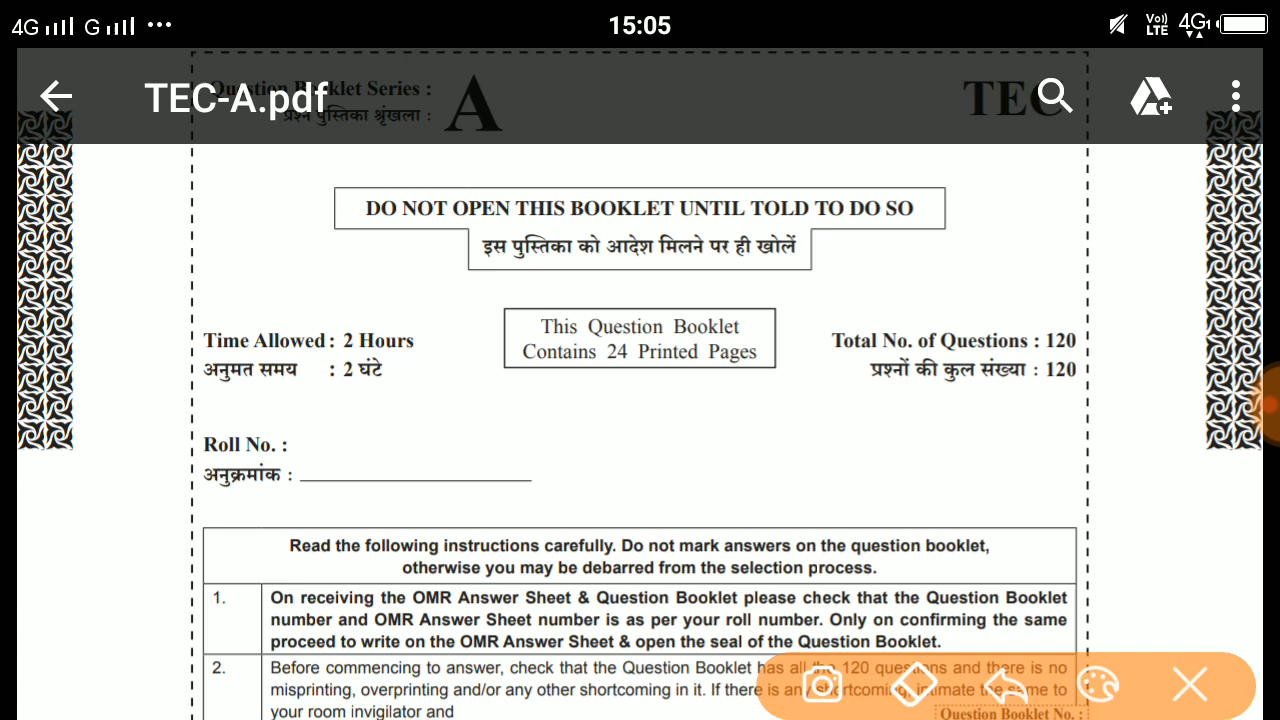 4G G ••• 15:05 Vo) LTE 4G1
Question Booklet Series : A TEC
प्रश्न पुस्तिका श्रृंखला :
TEC-A.pdf
DO NOT OPEN THIS BOOKLET UNTIL TOLD TO DO SO
इस पुस्तिका को आदेश मिलने पर ही खोलें
This Question Booklet
Contains 24 Printed Pages
Time Allowed : 2 Hours
अनुमत समय : 2 घंटे
Total No. of Questions : 120
प्रश्नों की कुल संख्या : 120
Roll No. :
अनुक्रमांक :
Read the following instructions carefully. Do not mark answers on the question booklet,
otherwise you may be debarred from the selection process.
1. On receiving the OMR Answer Sheet & Question Booklet please check that the Question Booklet
number and OMR Answer Sheet number is as per your roll number. Only on confirming the same
proceed to write on the OMR Answer Sheet & open the seal of the Question Booklet.
2. Before commencing to answer, check that the Question Booklet has all the 120 questions and there is no
misprinting, overprinting and/or any other shortcoming in it. If there is any shortcoming, intimate the same to
your room invigilator and
Question Booklet No. :